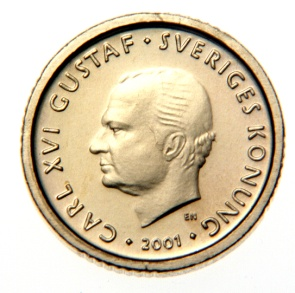 CARL XVI GUSTAF · SVERIGES KONUNG ·
2001 ·
EN